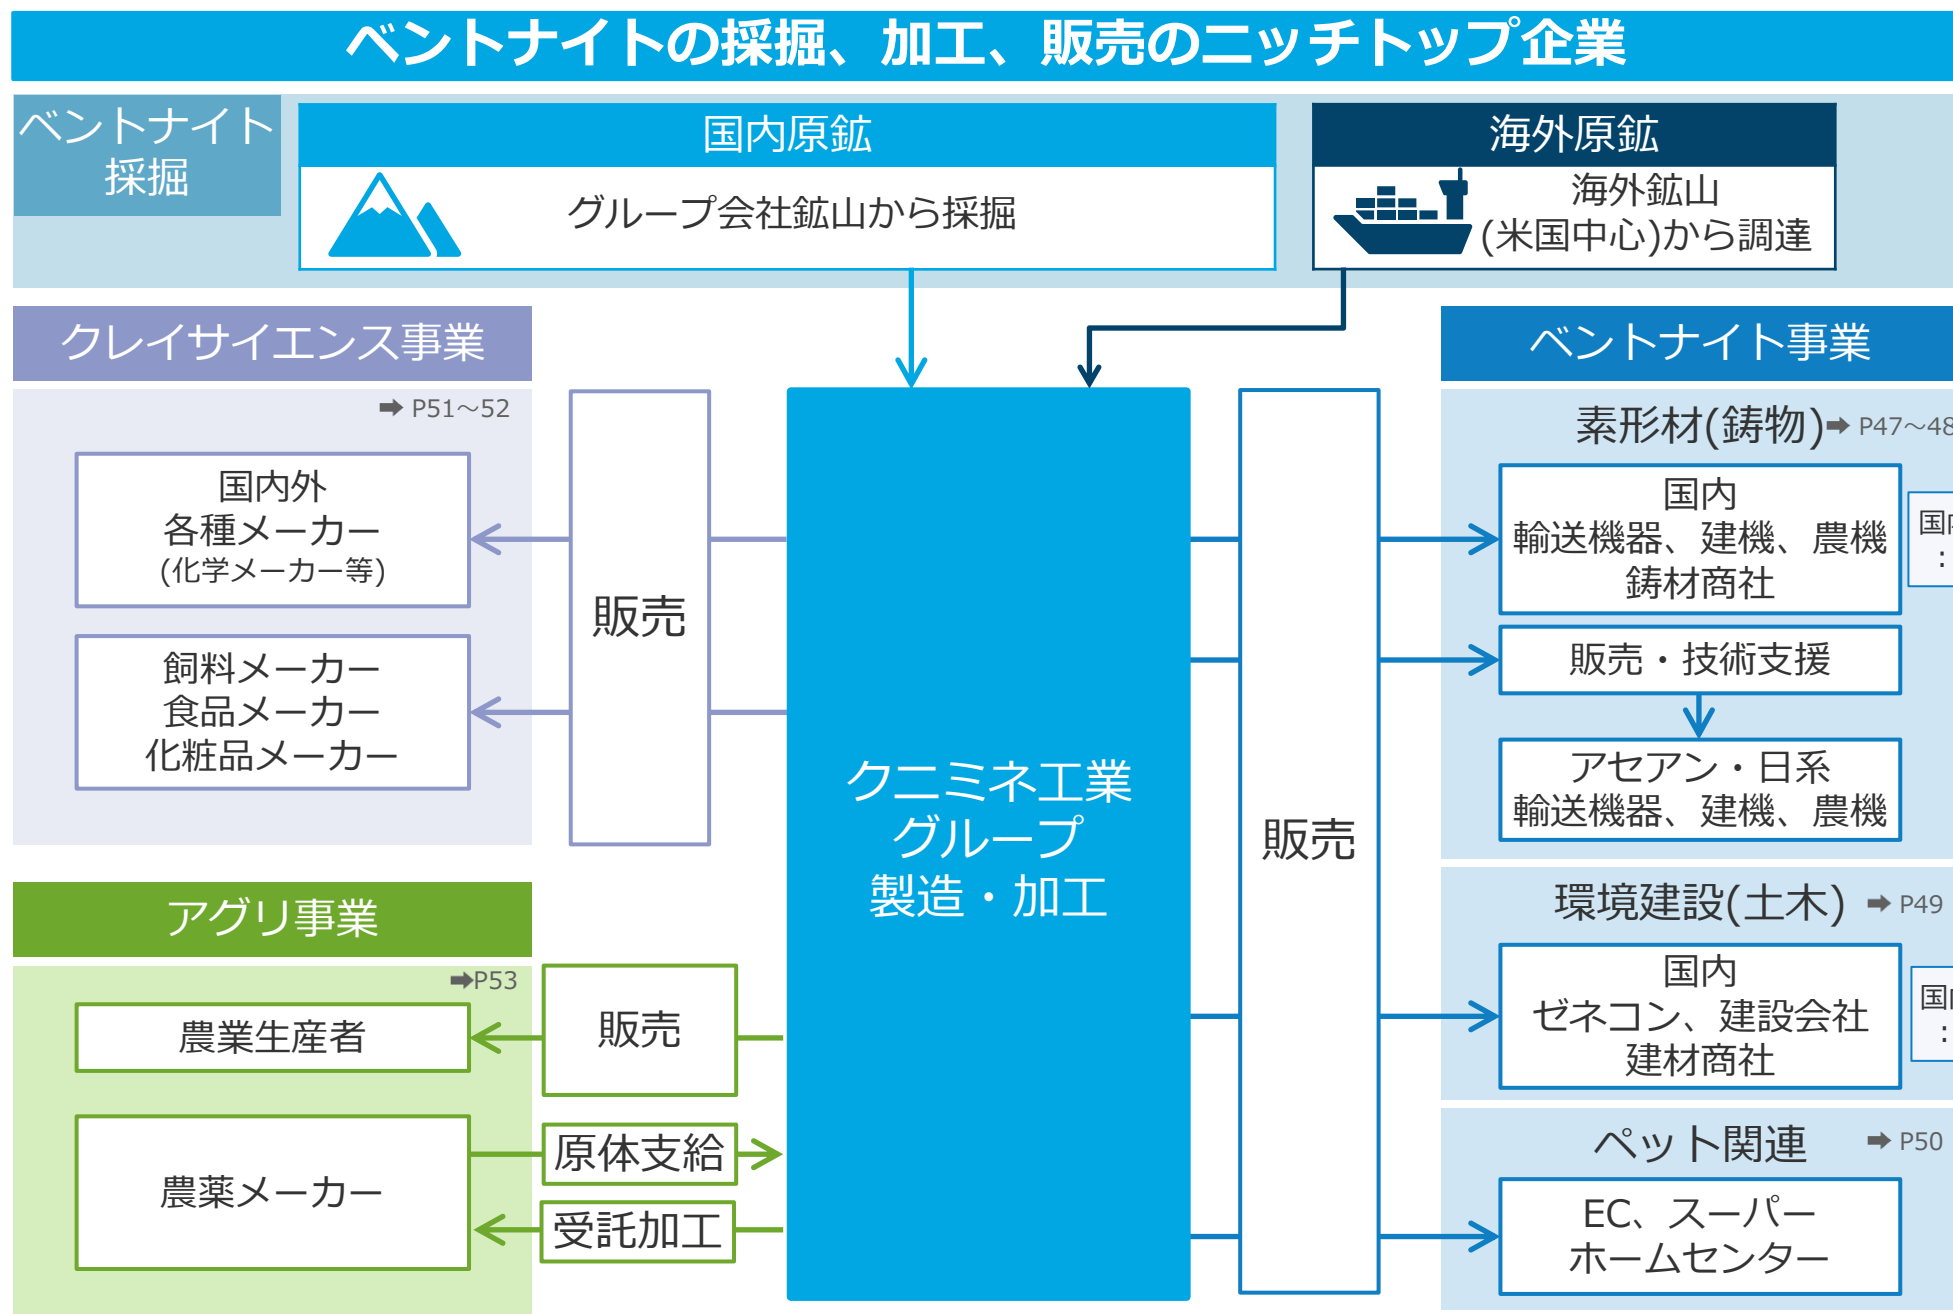 ベントナイトの採掘、加工、販売のニッチトップ企業
ベントナイト
採掘
国内原鉱
グループ会社鉱山から採掘
海外原鉱
海外鉱山
(米国中心)から調達
クレイサイエンス事業
➡ P51～52
国内外
各種メーカー
(化学メーカー等)
飼料メーカー
食品メーカー
化粧品メーカー
販売
アグリ事業
➡P53
農業生産者
販売
農薬メーカー
原体支給
受託加工
クニミネ工業
グループ
製造・加工
販売
ベントナイト事業
素形材(鋳物)➡ P47～48
国内
輸送機器、建機、農機
鋳材商社
販売・技術支援
アセアン・日系
輸送機器、建機、農機
環境建設(土木) ➡ P49
国内
ゼネコン、建設会社
建材商社
ペット関連 ➡ P50
EC、スーパー
ホームセンター